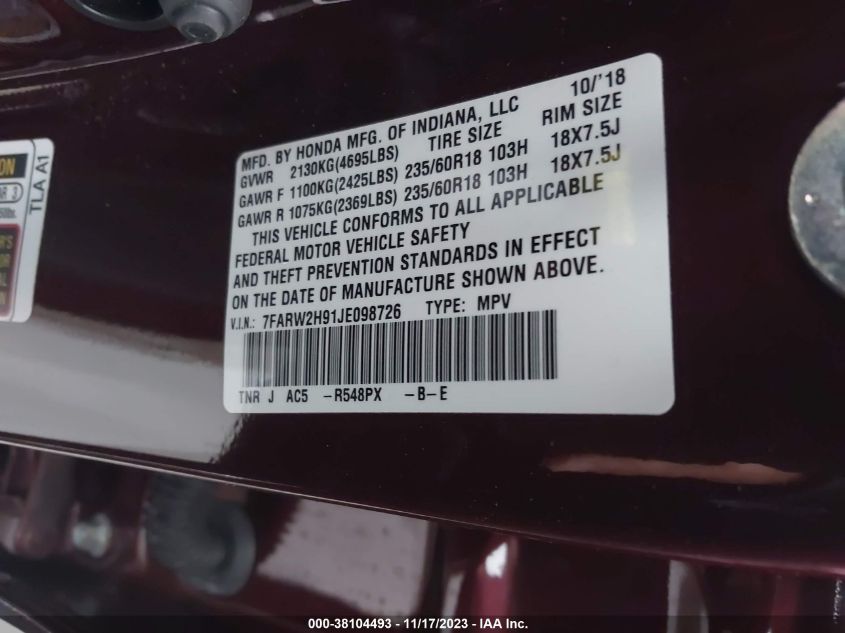 10/'18
MFD. BY HONDA MFG. OF INDIANA, LLC
GVWR 2130KG(4695LBS) TIRE SIZE RIM SIZE
GAWR F 1100KG(2425LBS) 235/60R18 103H 18X7.5J
GAWR R 1075KG(2369LBS) 235/60R18 103H 18X7.5J
THIS VEHICLE CONFORMS TO ALL APPLICABLE
FEDERAL MOTOR VEHICLE SAFETY
AND THEFT PREVENTION STANDARDS IN EFFECT
ON THE DATE OF MANUFACTURE SHOWN ABOVE.
V.I.N.: 7FARW2H91JE098726 TYPE: MPV
TNR J AC5 -R548PX -B-E
TLA A1
000-38104493 - 11/17/2023 - IAA Inc.